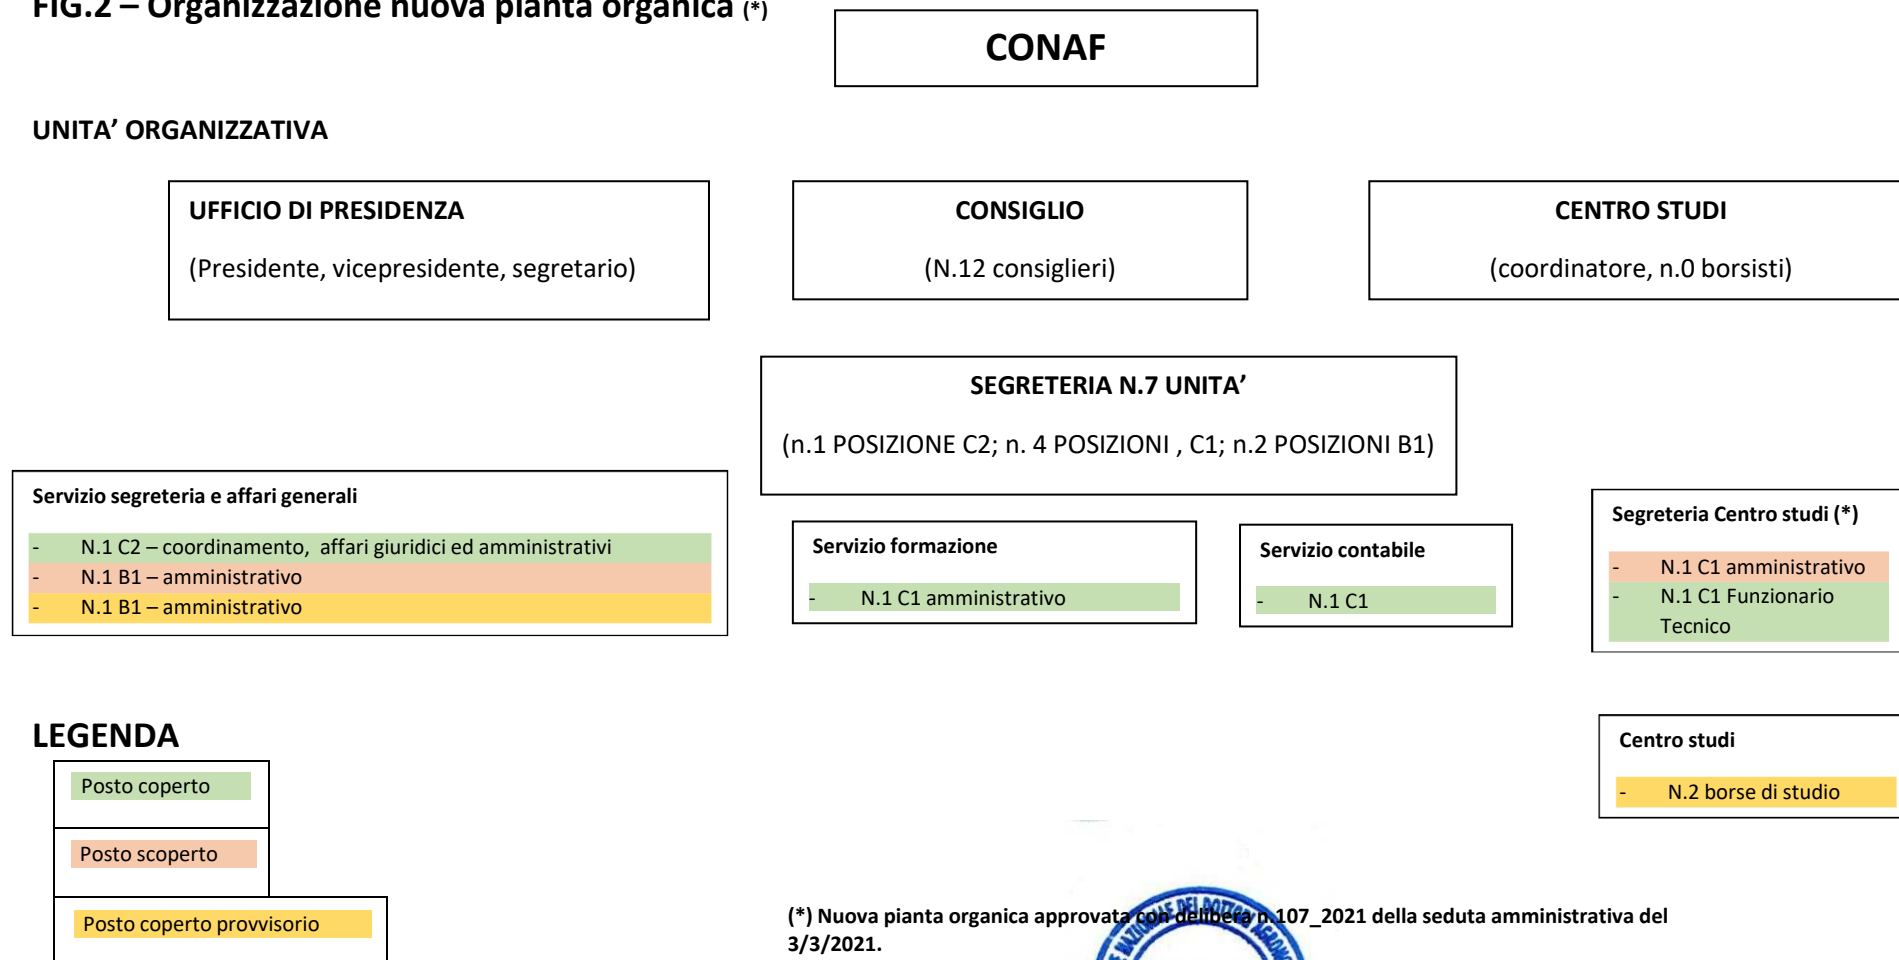 FIG.2 – Organizzazione nuova pianta organica (*)
CONAF
UNITA’ ORGANIZZATIVA
UFFICIO DI PRESIDENZA
(Presidente, vicepresidente, segretario)
CONSIGLIO
(N.12 consiglieri)
CENTRO STUDI
(coordinatore, n.0 borsisti)
SEGRETERIA N.7 UNITA’
(n.1 POSIZIONE C2; n. 4 POSIZIONI , C1; n.2 POSIZIONI B1)
Servizio segreteria e affari generali
- N.1 C2 – coordinamento, affari giuridici ed amministrativi
- N.1 B1 – amministrativo
- N.1 B1 – amministrativo
Servizio formazione
- N.1 C1 amministrativo
Servizio contabile
- N.1 C1
Segreteria Centro studi (*)
- N.1 C1 amministrativo
- N.1 C1 Funzionario
Tecnico
Centro studi
- N.2 borse di studio
LEGENDA
Posto coperto
Posto scoperto
Posto coperto provvisorio
(*) Nuova pianta organica approvata con delibera n.107_2021 della seduta amministrativa del
3/3/2021.